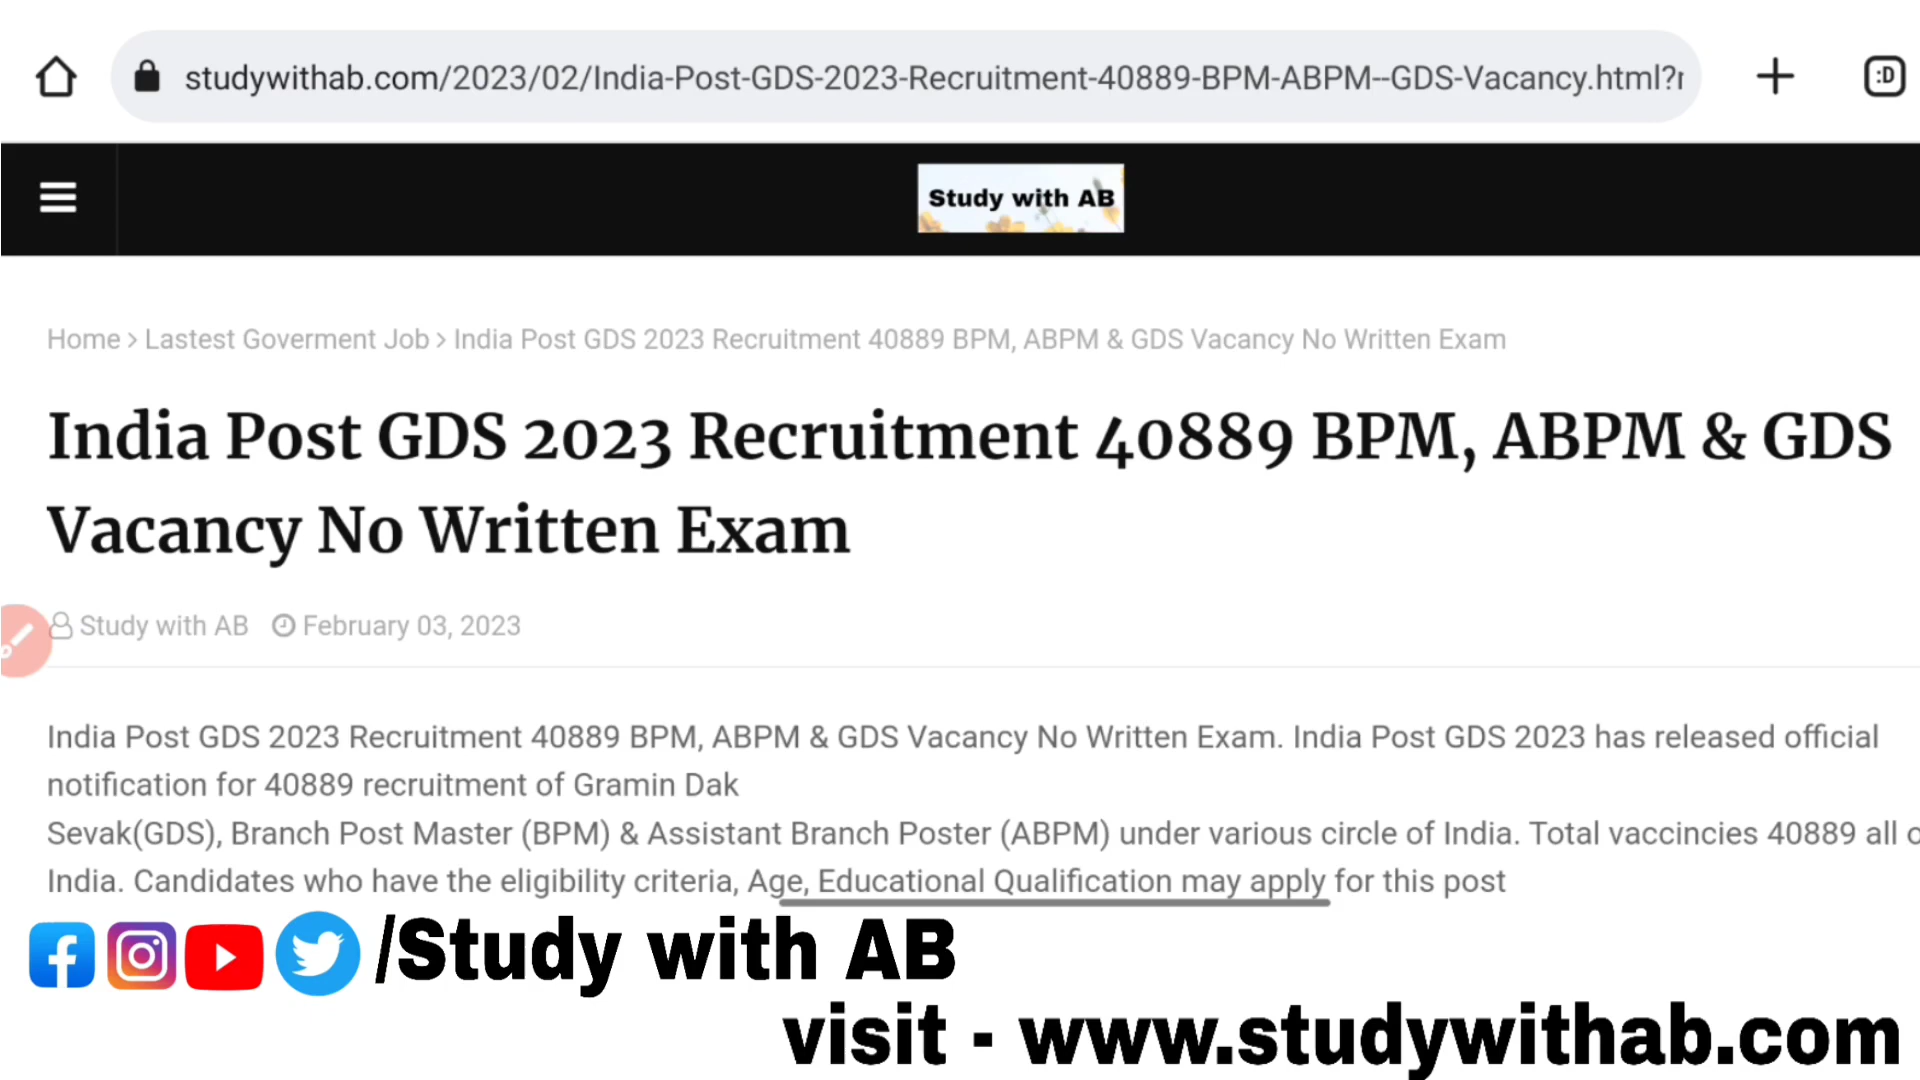 studywithab.com/2023/02/India-Post-GDS-2023-Recruitment-40889-BPM-ABPM--GDS-Vacancy.html?
:D
Study with AB
Home > Lastest Goverment Job > India Post GDS 2023 Recruitment 40889 BPM, ABPM & GDS Vacancy No Written Exam
India Post GDS 2023 Recruitment 40889 BPM, ABPM & GDS
Vacancy No Written Exam
Study with AB February 03, 2023
India Post GDS 2023 Recruitment 40889 BPM, ABPM & GDS Vacancy No Written Exam. India Post GDS 2023 has released official
notification for 40889 recruitment of Gramin Dak
Sevak(GDS), Branch Post Master (BPM) & Assistant Branch Poster (ABPM) under various circle of India. Total vaccincies 40889 all
India. Candidates who have the eligibility criteria, Age, Educational Qualification may apply for this post
/Study with AB
visit - www.studywithab.com